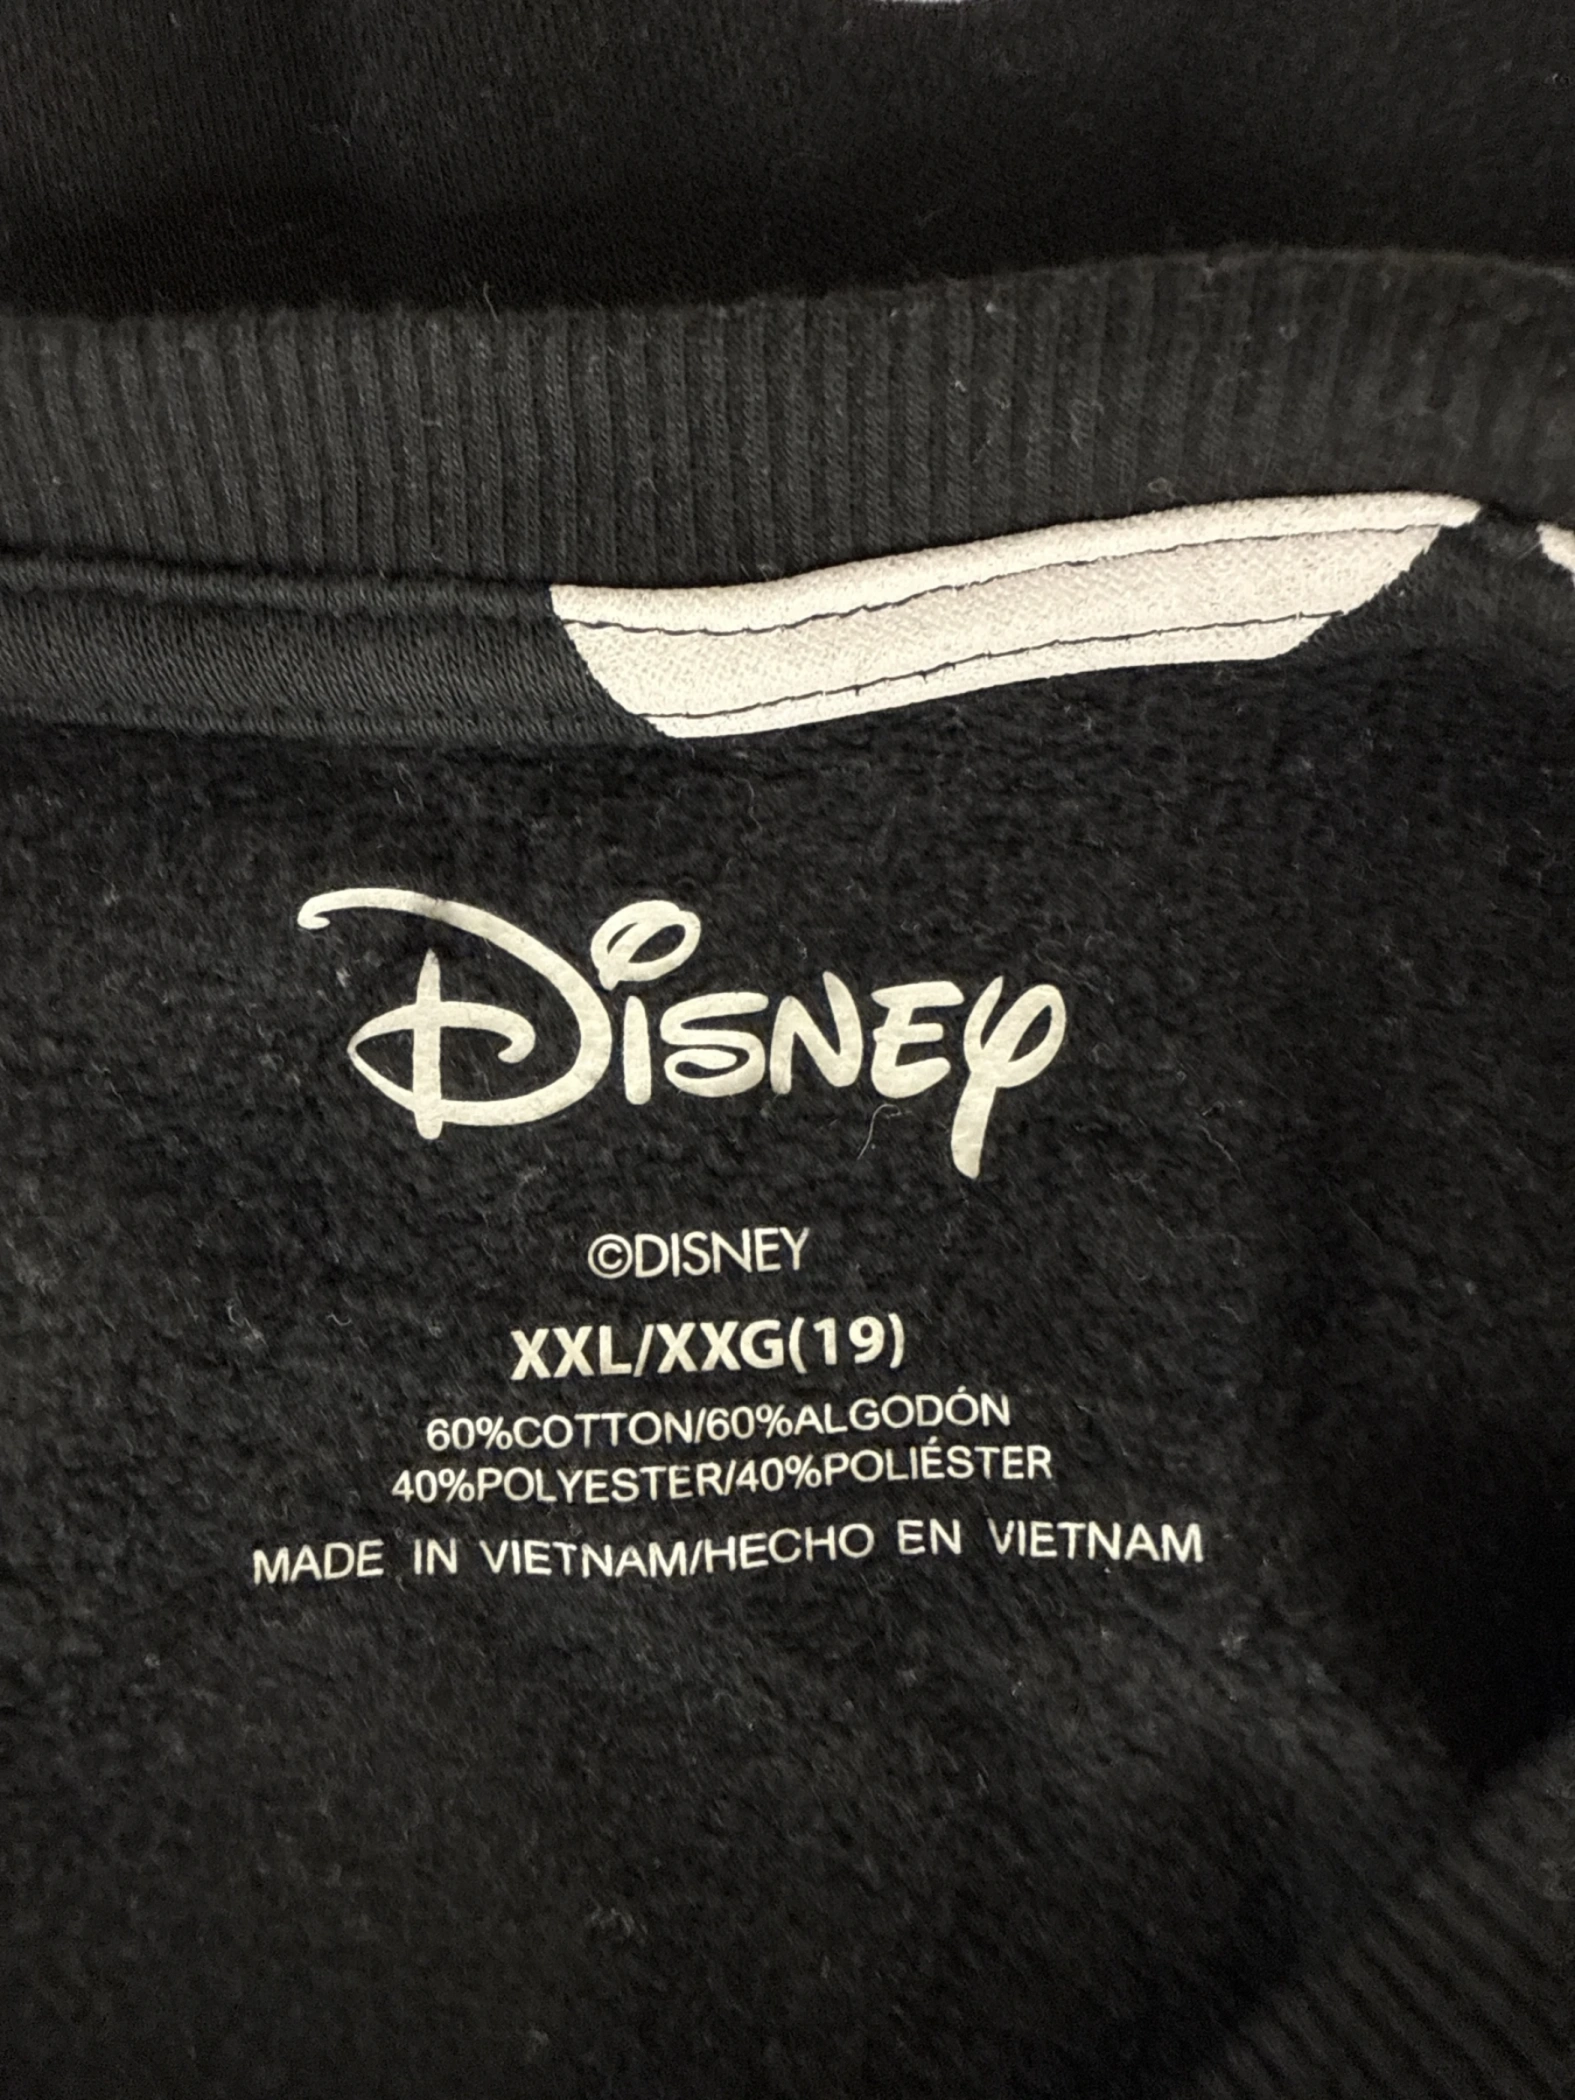 Disney
©DISNEY
XXL/XXG(19)
60%COTTON/60%ALGODÓN
40%POLYESTER/40%POLIÉSTER
MADE IN VIETNAM/HECHO EN VIETNAM